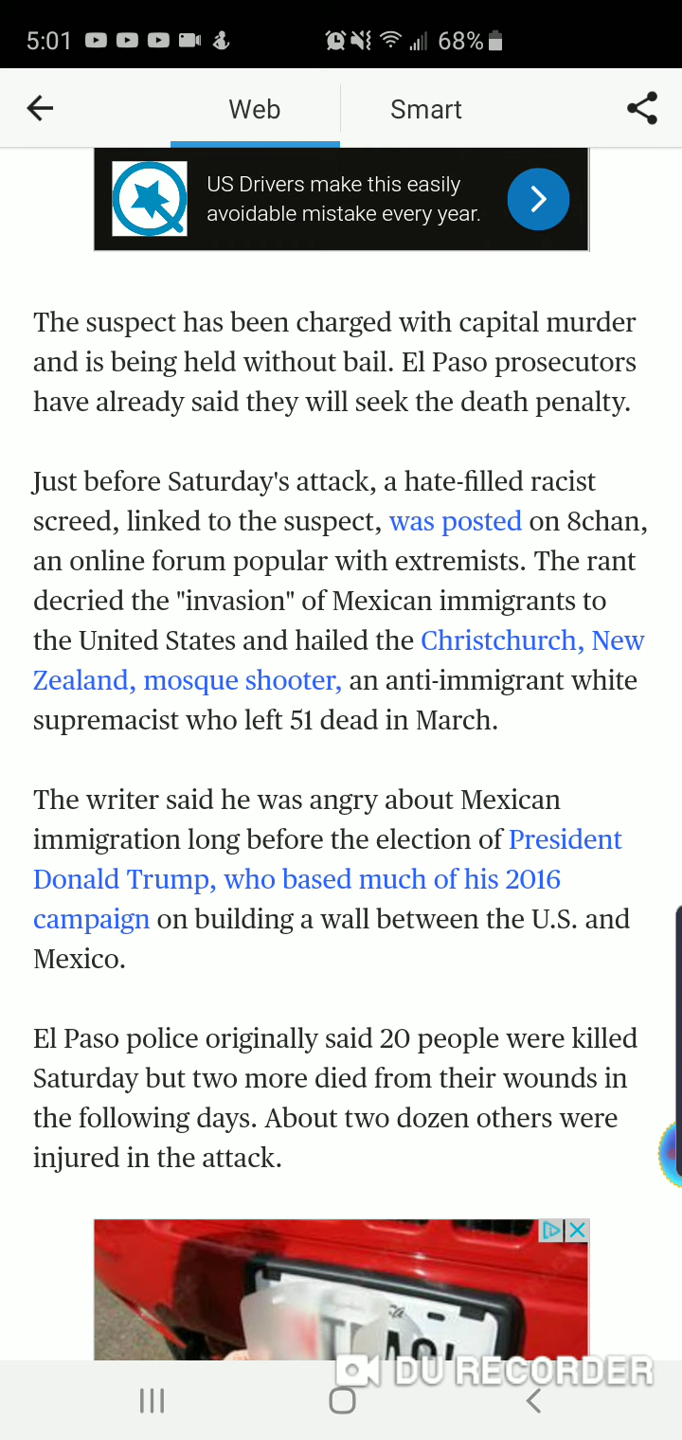 5:01 68%
Web Smart
US Drivers make this easily
avoidable mistake every year.
The suspect has been charged with capital murder
and is being held without bail. El Paso prosecutors
have already said they will seek the death penalty.
Just before Saturday's attack, a hate-filled racist
screed, linked to the suspect, was posted on 8chan,
an online forum popular with extremists. The rant
decried the "invasion" of Mexican immigrants to
the United States and hailed the Christchurch, New
Zealand, mosque shooter, an anti-immigrant white
supremacist who left 51 dead in March.
The writer said he was angry about Mexican
immigration long before the election of President
Donald Trump, who based much of his 2016
campaign on building a wall between the U.S. and
Mexico.
El Paso police originally said 20 people were killed
Saturday but two more died from their wounds in
the following days. About two dozen others were
injured in the attack.
DU RECORDER